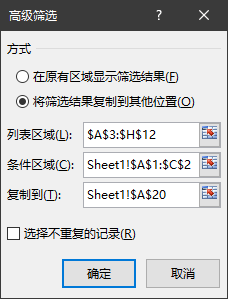 高级筛选
方式
在原有区域显示筛选结果(F)
将筛选结果复制到其他位置(O)
列表区域(L): $A$3:$H$12
条件区域(C): Sheet1!$A$1:$C$2
复制到(T): Sheet1!$A$20
选择不重复的记录(R)
确定 取消